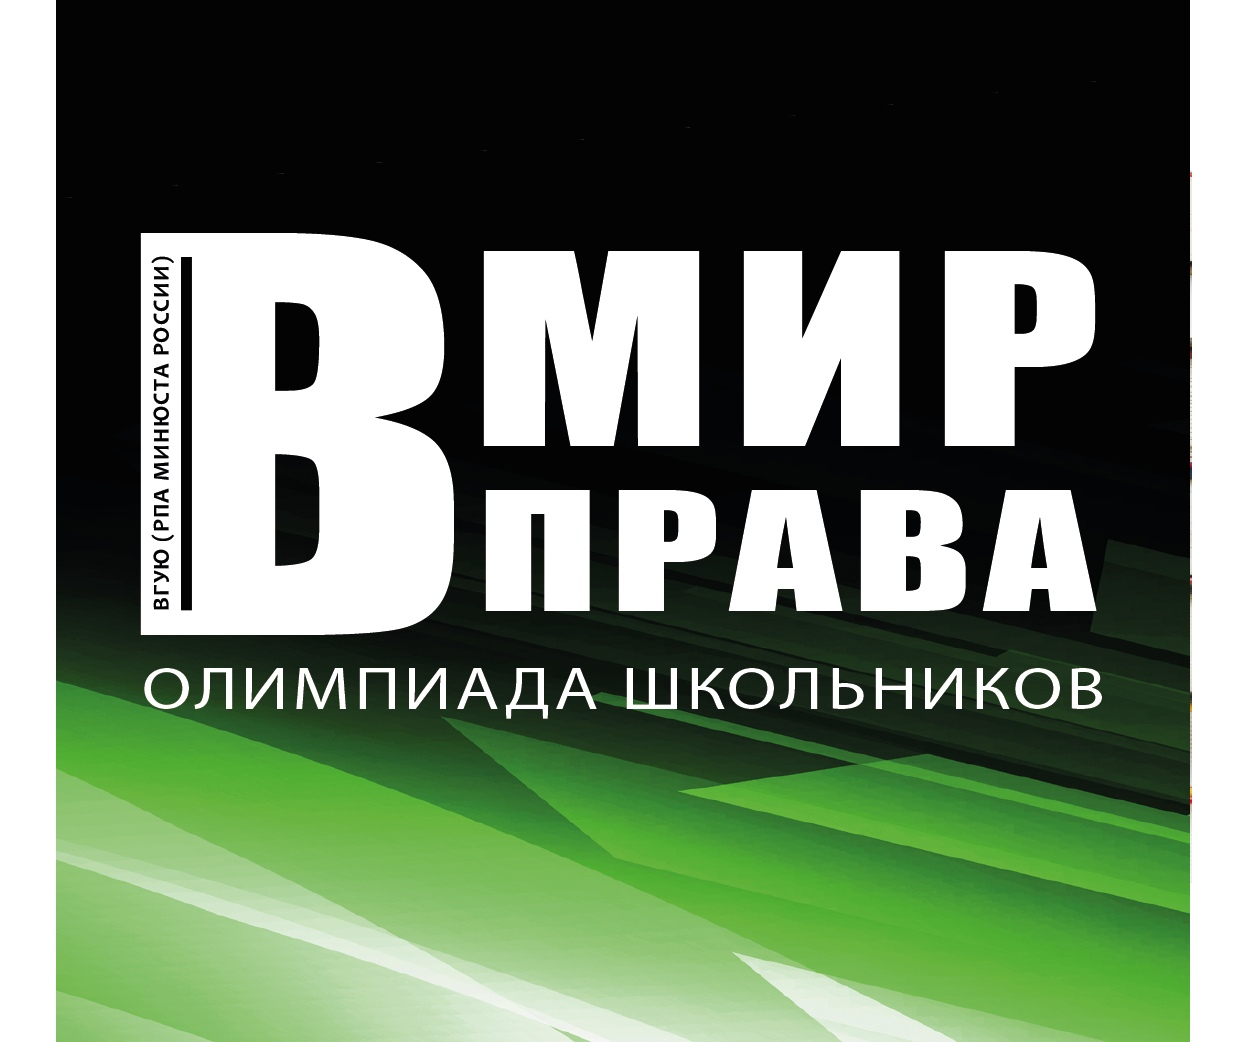 ВГУЮ (РПА МИНЮСТА РОССИИ)
В МИР
ПРАВА
ОЛИМПИАДА ШКОЛЬНИКОВ